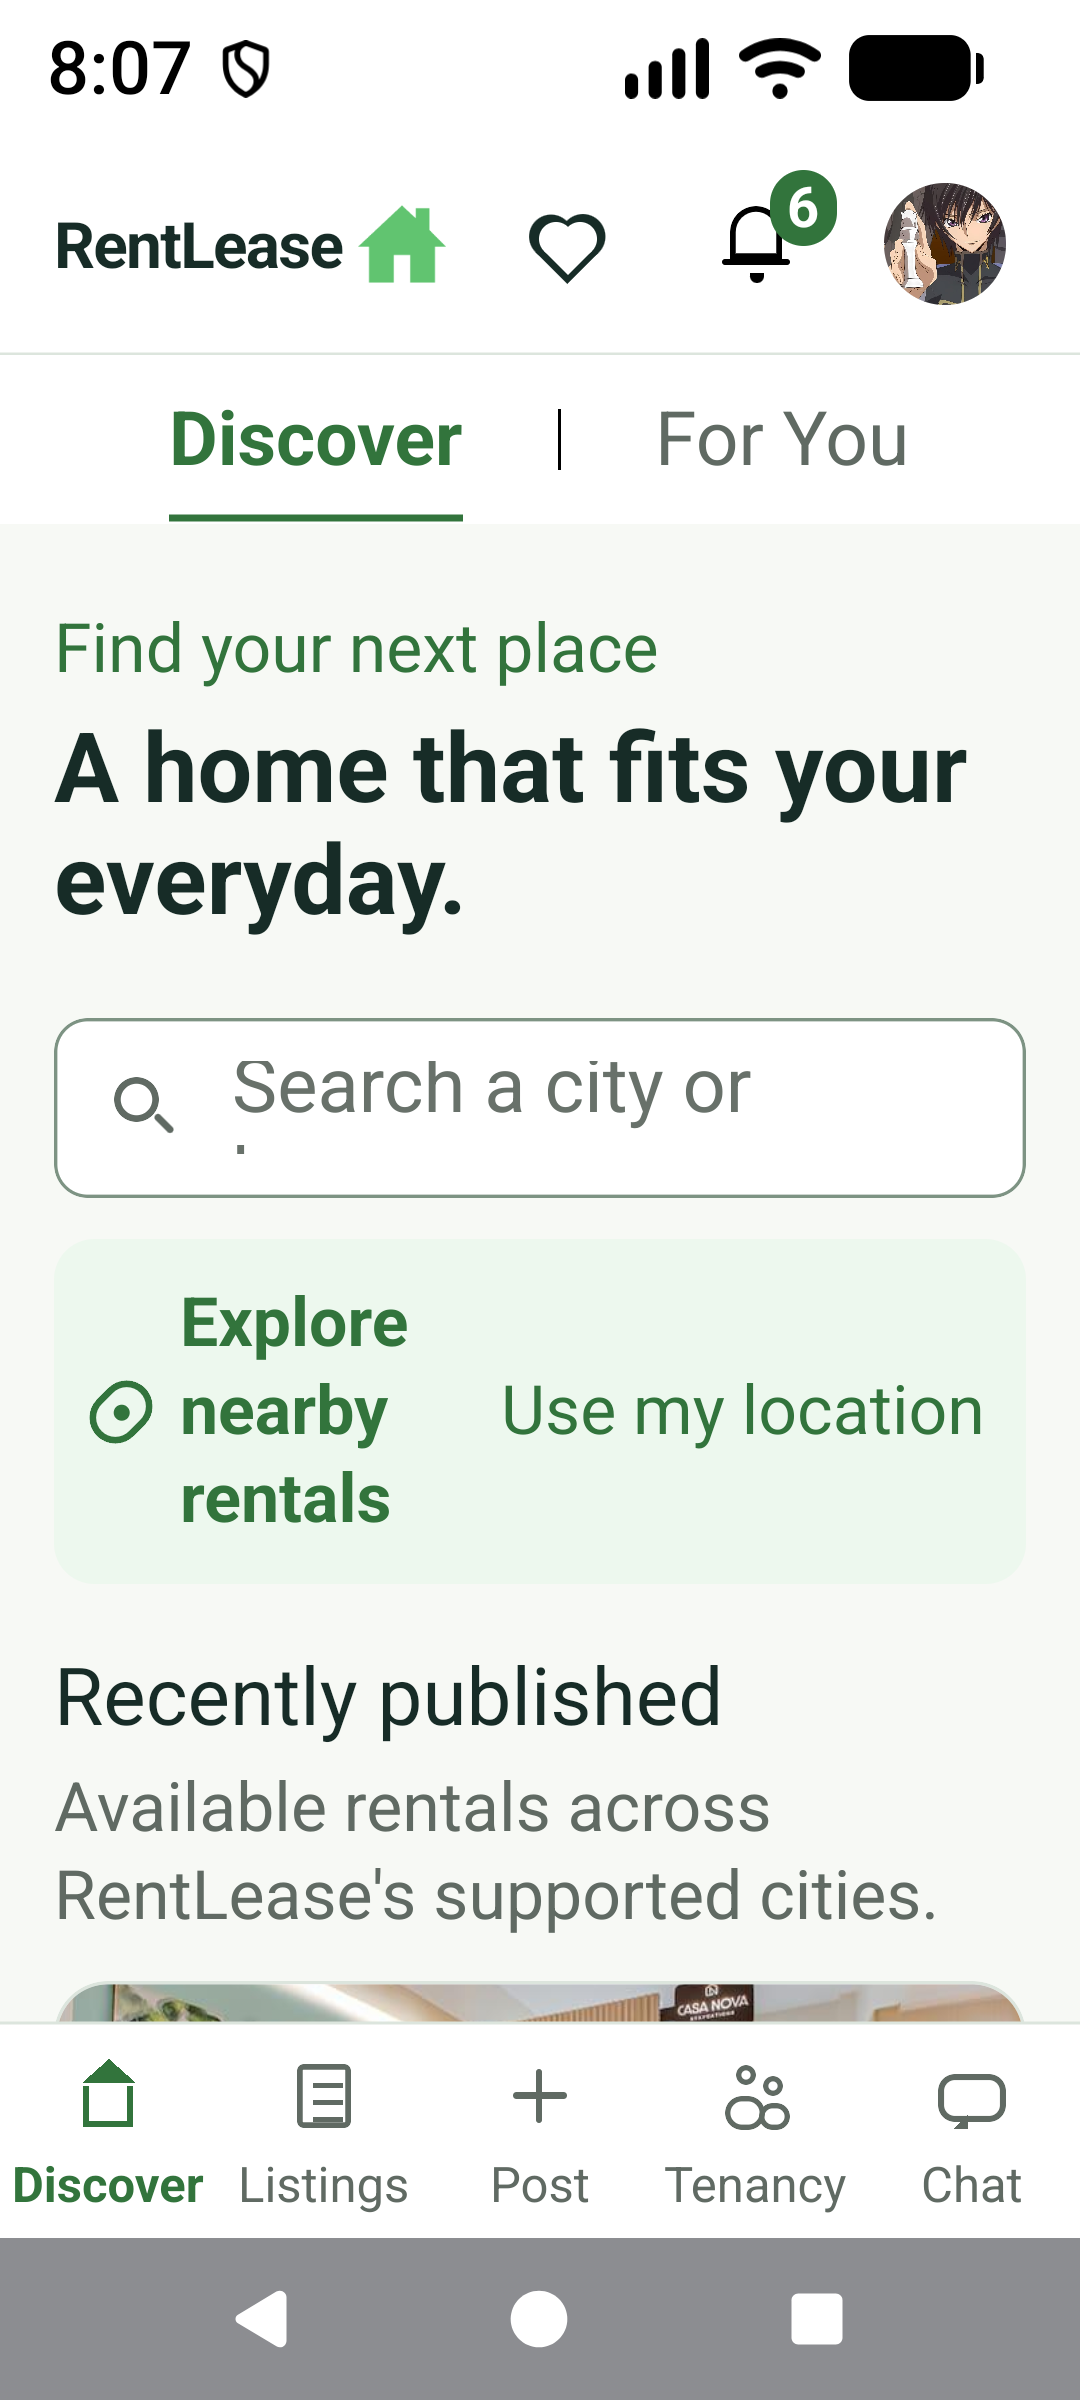 8:07
RentLease
6
Discover
For You
Find your next place
A home that fits your
everyday.
Search a city or
Explore
nearby
rentals
Use my location
Recently published
Available rentals across
RentLease's supported cities.
CASA NOVA
Discover
Listings
Post
Tenancy
Chat